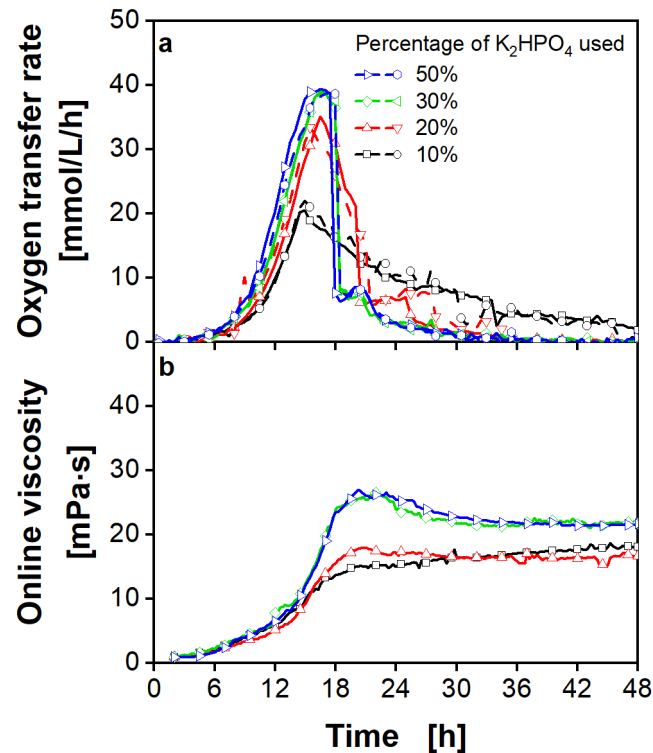 a
Percentage of K₂HPO₄ used
50%
30%
20%
10%
Oxygen transfer rate
[mmol/L/h]
50
40
30
20
10
0
b
Online viscosity
[mPa·s]
40
30
20
10
0
0 6 12 18 24 30 36 42 48
Time [h]